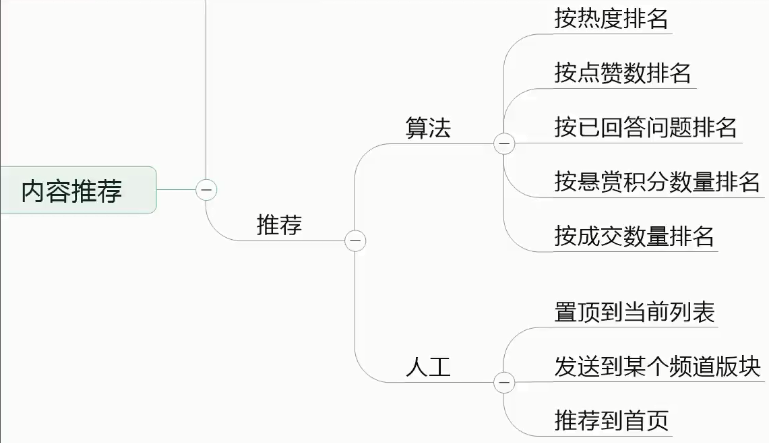 按热度排名
按点赞数排名
算法
按已回答问题排名
按悬赏积分数量排名
内容推荐
推荐
按成交数量排名
置顶到当前列表
人工
发送到某个频道版块
推荐到首页